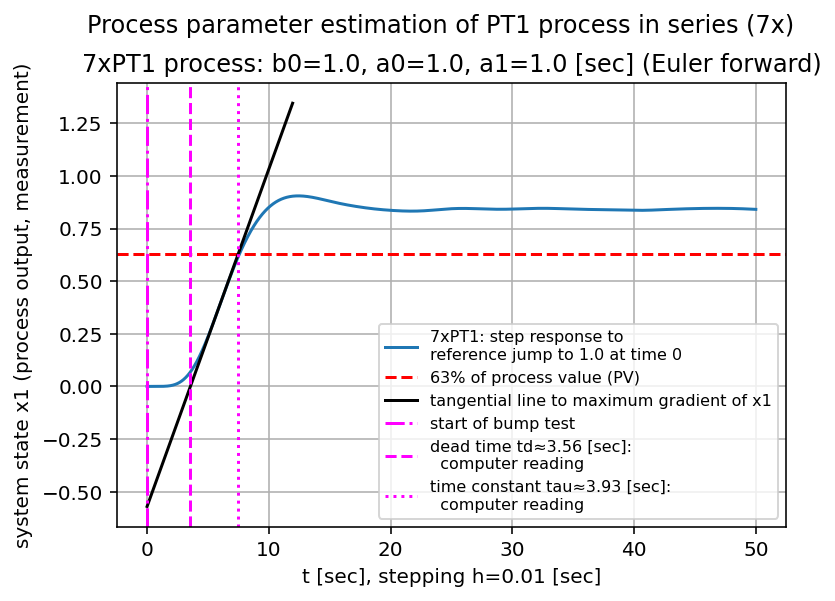 Process parameter estimation of PT1 process in series (7x)
7xPT1 process: b0=1.0, a0=1.0, a1=1.0 [sec] (Euler forward)
system state x1 (process output, measurement)
1.25
1.00
0.75
0.50
0.25
0.00
−0.25
−0.50
7xPT1: step response to
reference jump to 1.0 at time 0
63% of process value (PV)
tangential line to maximum gradient of x1
start of bump test
dead time td≈3.56 [sec]:
computer reading
time constant tau≈3.93 [sec]:
computer reading
0 10 20 30 40 50
t [sec], stepping h=0.01 [sec]